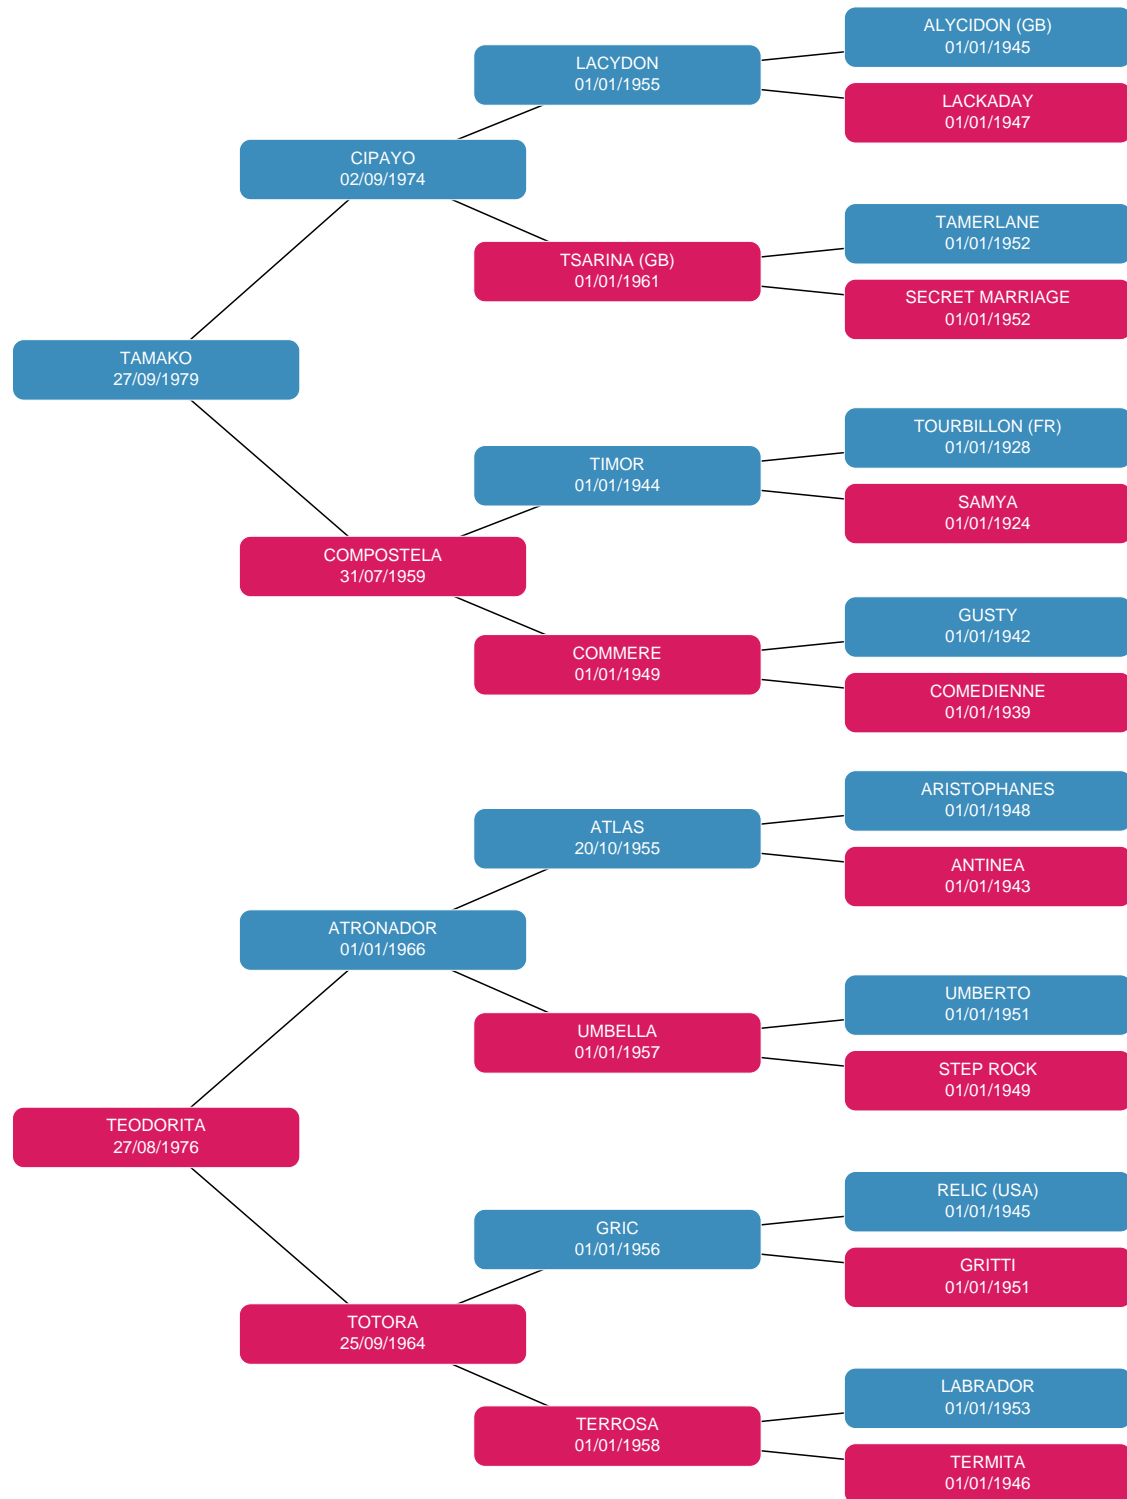 ALYCIDON (GB)
01/01/1945
LACYDON
01/01/1955
LACKADAY
01/01/1947
CIPAYO
02/09/1974
TAMERLANE
01/01/1952
TSARINA (GB)
01/01/1961
SECRET MARRIAGE
01/01/1952
TAMAKO
27/09/1979
TOURBILLON (FR)
01/01/1928
TIMOR
01/01/1944
SAMYA
01/01/1924
COMPOSTELA
31/07/1959
GUSTY
01/01/1942
COMMERE
01/01/1949
COMEDIENNE
01/01/1939
ARISTOPHANES
01/01/1948
ATLAS
20/10/1955
ANTINEA
01/01/1943
ATRONADOR
01/01/1966
UMBERTO
01/01/1951
UMBELLA
01/01/1957
STEP ROCK
01/01/1949
TEODORITA
27/08/1976
RELIC (USA)
01/01/1945
GRIC
01/01/1956
GRITTI
01/01/1951
TOTORA
25/09/1964
LABRADOR
01/01/1953
TERROSA
01/01/1958
TERMITA
01/01/1946